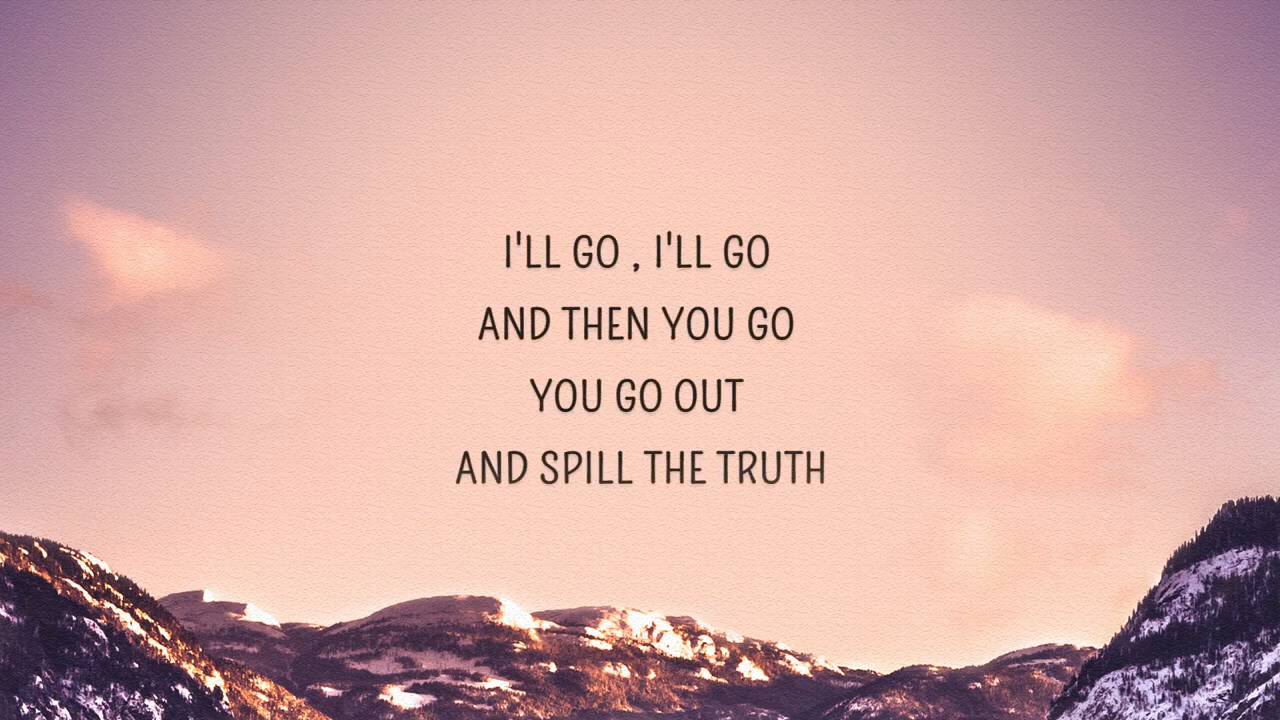 I'LL GO , I'LL GO
AND THEN YOU GO
YOU GO OUT
AND SPILL THE TRUTH